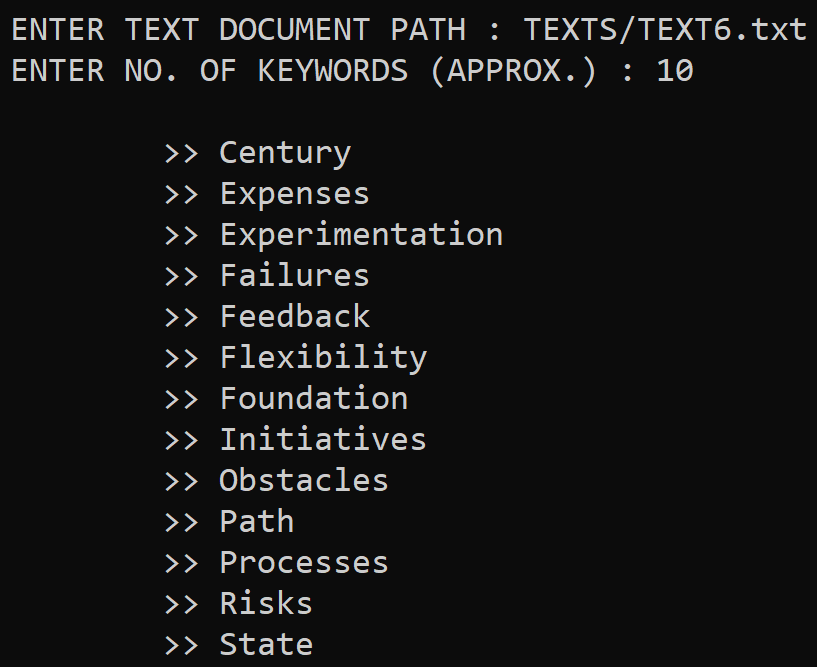 ENTER TEXT DOCUMENT PATH : TEXTS/TEXT6.txt
ENTER NO. OF KEYWORDS (APPROX.) : 10
>> Century
>> Expenses
>> Experimentation
>> Failures
>> Feedback
>> Flexibility
>> Foundation
>> Initiatives
>> Obstacles
>> Path
>> Processes
>> Risks
>> State